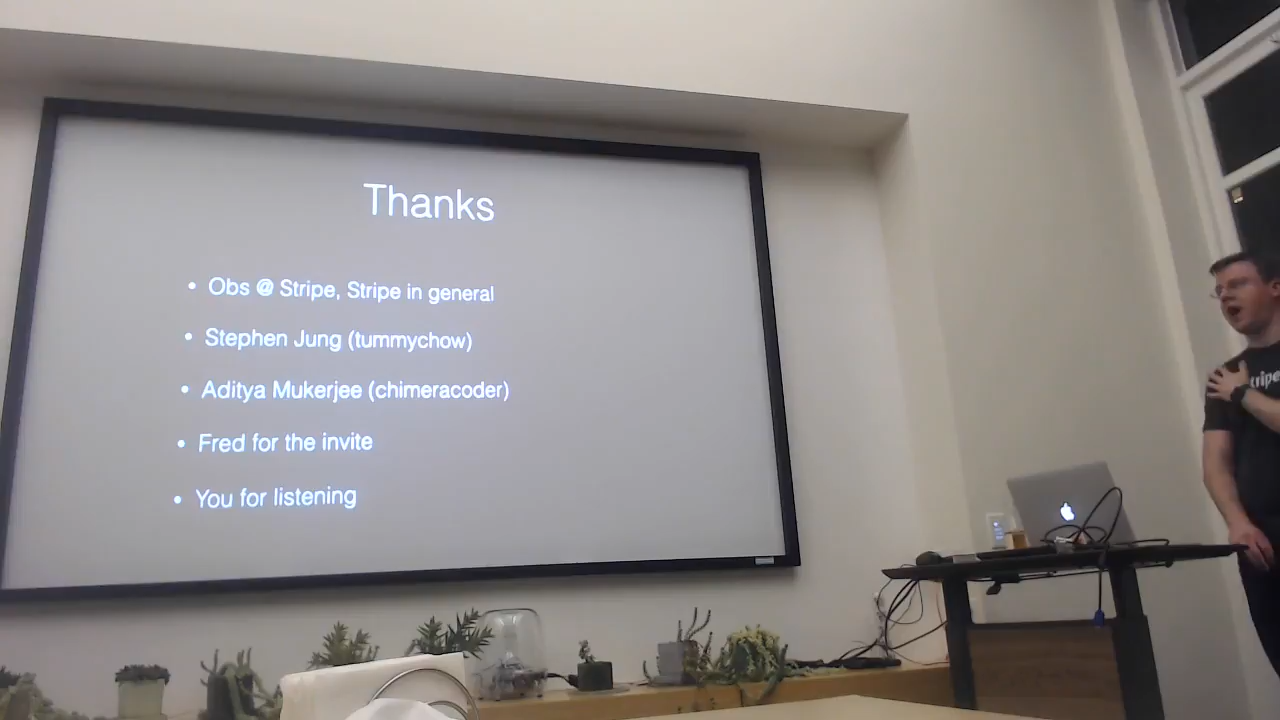 Thanks
• Obs @ Stripe, Stripe in general
• Stephen Jung (tummychow)
• Aditya Mukerjee (chimeracoder)
• Fred for the invite
• You for listening
stripe